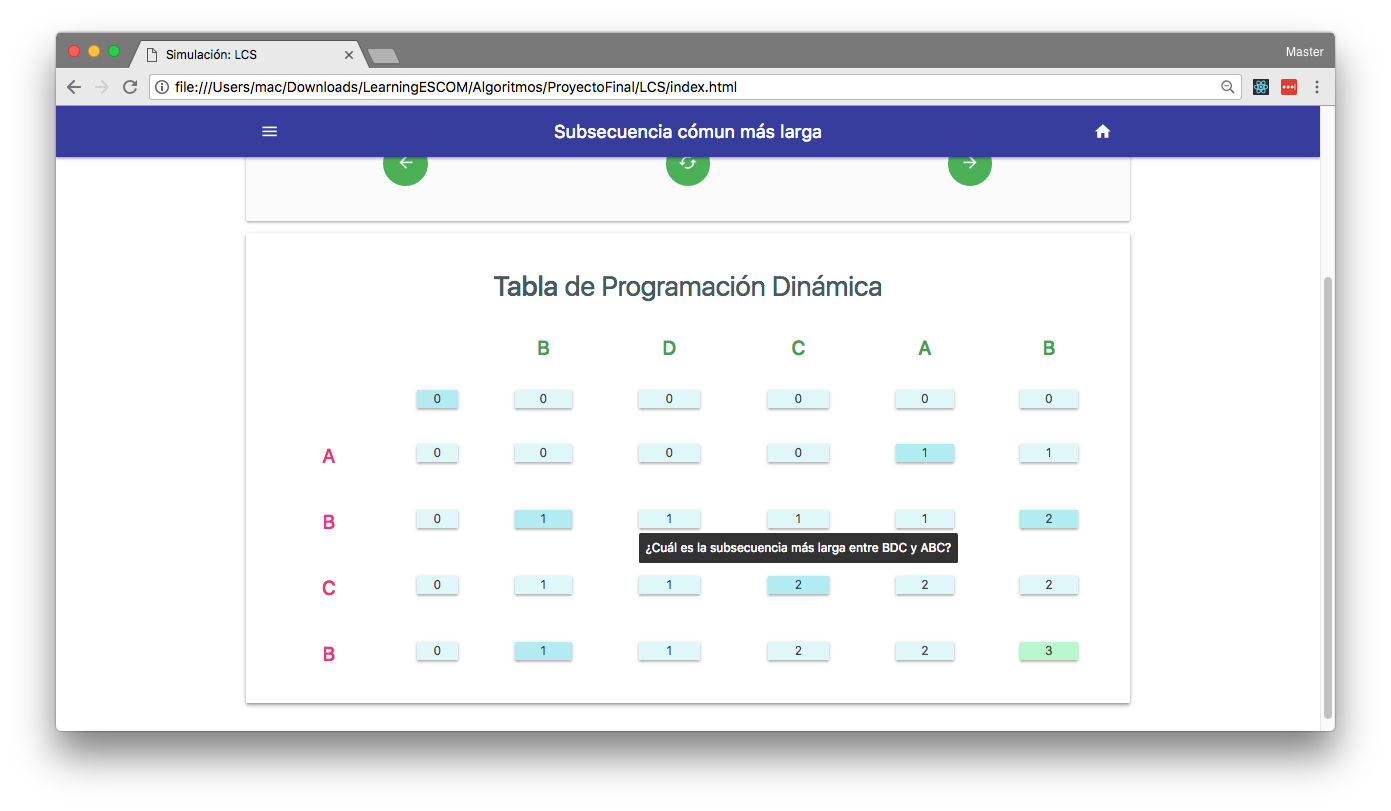 Simulación: LCS
Master
file:///Users/mac/Downloads/LearningESCOM/Algoritmos/ProyectoFinal/LCS/index.html
Subsecuencia cómun más larga
Tabla de Programación Dinámica
B D C A B
0 0 0 0 0 0
A 0 0 0 0 1 1
B 0 1 1 1 1 2
¿Cuál es la subsecuencia más larga entre BDC y ABC?
C 0 1 1 2 2 2
B 0 1 1 2 2 3